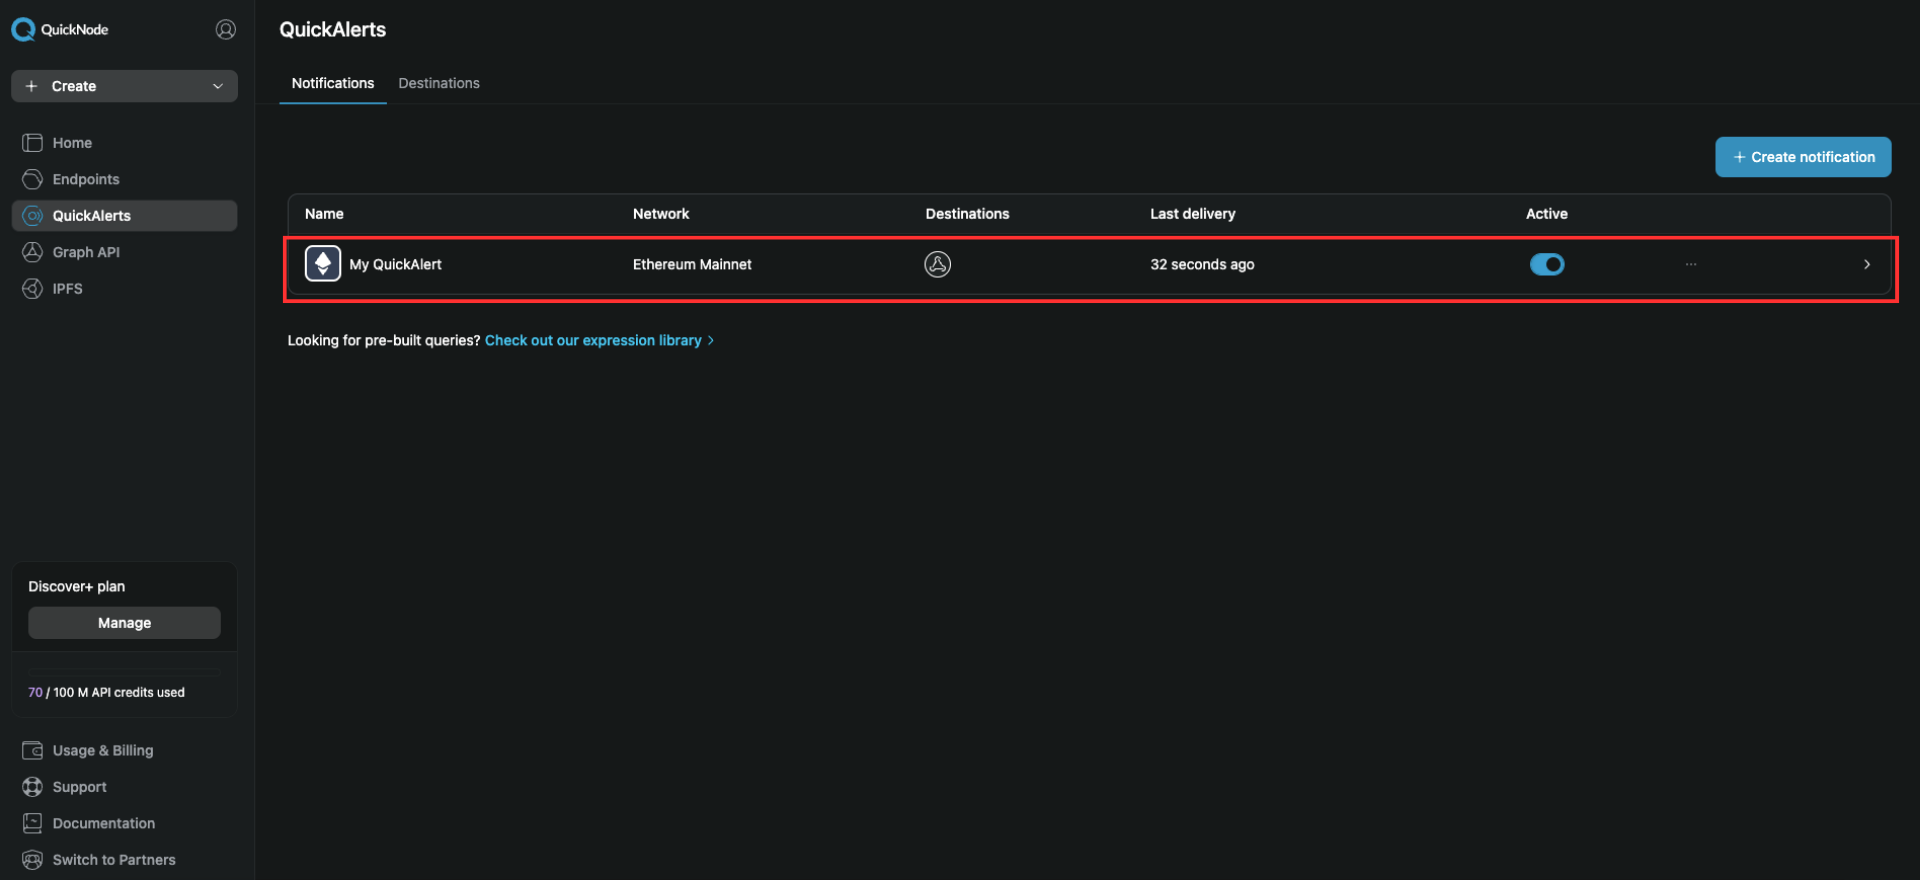 QuickNode
Create
Home
Endpoints
QuickAlerts
Graph API
IPFS
Discover+ plan
Manage
70 / 100 M API credits used
Usage & Billing
Support
Documentation
Switch to Partners
QuickAlerts
Notifications Destinations
+ Create notification
Name Network Destinations Last delivery Active
My QuickAlert Ethereum Mainnet 32 seconds ago ...
Looking for pre-built queries? Check out our expression library >